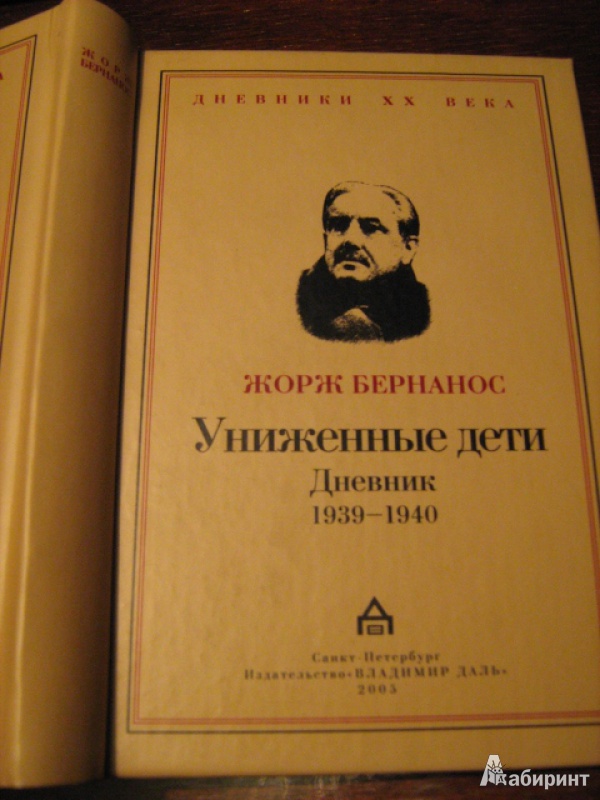 ЖОРЖ
БЕРНАНОС
ДНЕВНИКИ XX ВЕКА
ЖОРЖ БЕРНАНОС
Униженные дети
Дневник
1939–1940
Санкт-Петербург
Издательство «ВЛАДИМИР ДАЛЬ»
2005
Лабиринт